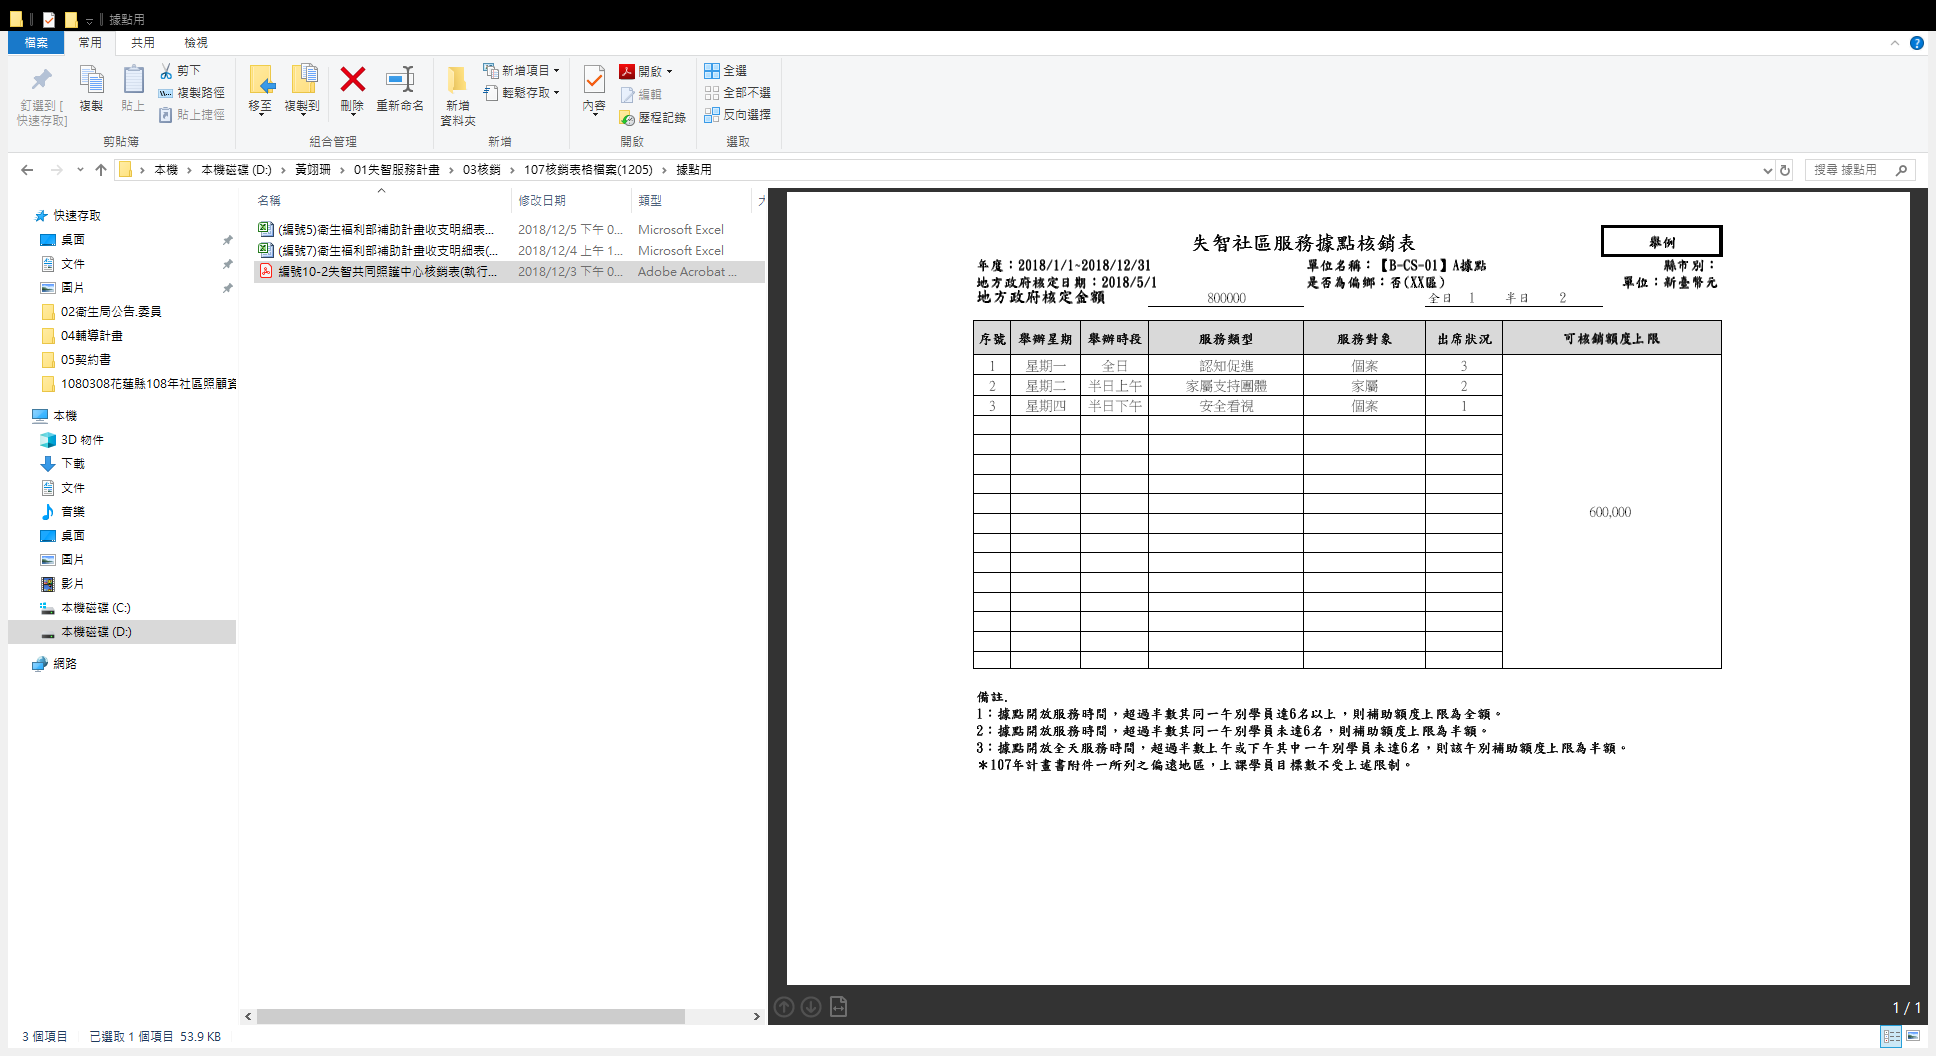 據點用
檔案 常用 共用 檢視
釘選到 [
快速存取]
複製
貼上
剪下
複製路徑
貼上捷徑
剪貼簿
移至
複製到
刪除
重新命名
組合管理
新增
資料夾
新增項目
輕鬆存取
新增
內容
開啟
編輯
歷程記錄
開啟
全選
全部不選
反向選擇
選取
本機 › 本機磁碟 (D:) › 黃翊珊 › 01失智服務計畫 › 03核銷 › 107核銷表格檔案(1205) › 據點用
搜尋 據點用
快速存取
桌面
文件
圖片
02衛生局公告.委員
04輔導計畫
05契約書
1080308花蓮縣108年社區照顧資
本機
3D 物件
下載
文件
音樂
桌面
圖片
影片
本機磁碟 (C:)
本機磁碟 (D:)
網路
名稱 修改日期 類型
(編號5)衛生福利部補助計畫收支明細表... 2018/12/5 下午 0... Microsoft Excel
(編號7)衛生福利部補助計畫收支明細表(... 2018/12/4 上午 1... Microsoft Excel
編號10-2失智共同照護中心核銷表(執行... 2018/12/3 下午 0... Adobe Acrobat ...
失智社區服務據點核銷表
舉例
年度：2018/1/1~2018/12/31 單位名稱：【B-CS-01】A據點 縣市別：
地方政府核定日期：2018/5/1 是否為偏鄉：否(XX區) 單位：新臺幣元
地方政府核定金額 800000 全日 1 半日 2
序號 舉辦星期 舉辦時段 服務類型 服務對象 出席狀況 可核銷額度上限
1 星期一 全日 認知促進 個案 3
2 星期二 半日上午 家屬支持團體 家屬 2
3 星期四 半日下午 安全看視 個案 1
600,000
備註.
1：據點開放服務時間，超過半數其同一午別學員達6名以上，則補助額度上限為全額。
2：據點開放服務時間，超過半數其同一午別學員未達6名，則補助額度上限為半額。
3：據點開放全天服務時間，超過半數上午或下午其中一午別學員未達6名，則該午別補助額度上限為半額。
＊107年計畫書附件一所列之偏遠地區，上課學員目標數不受上述限制。
1 / 1
3 個項目 已選取 1 個項目 53.9 KB